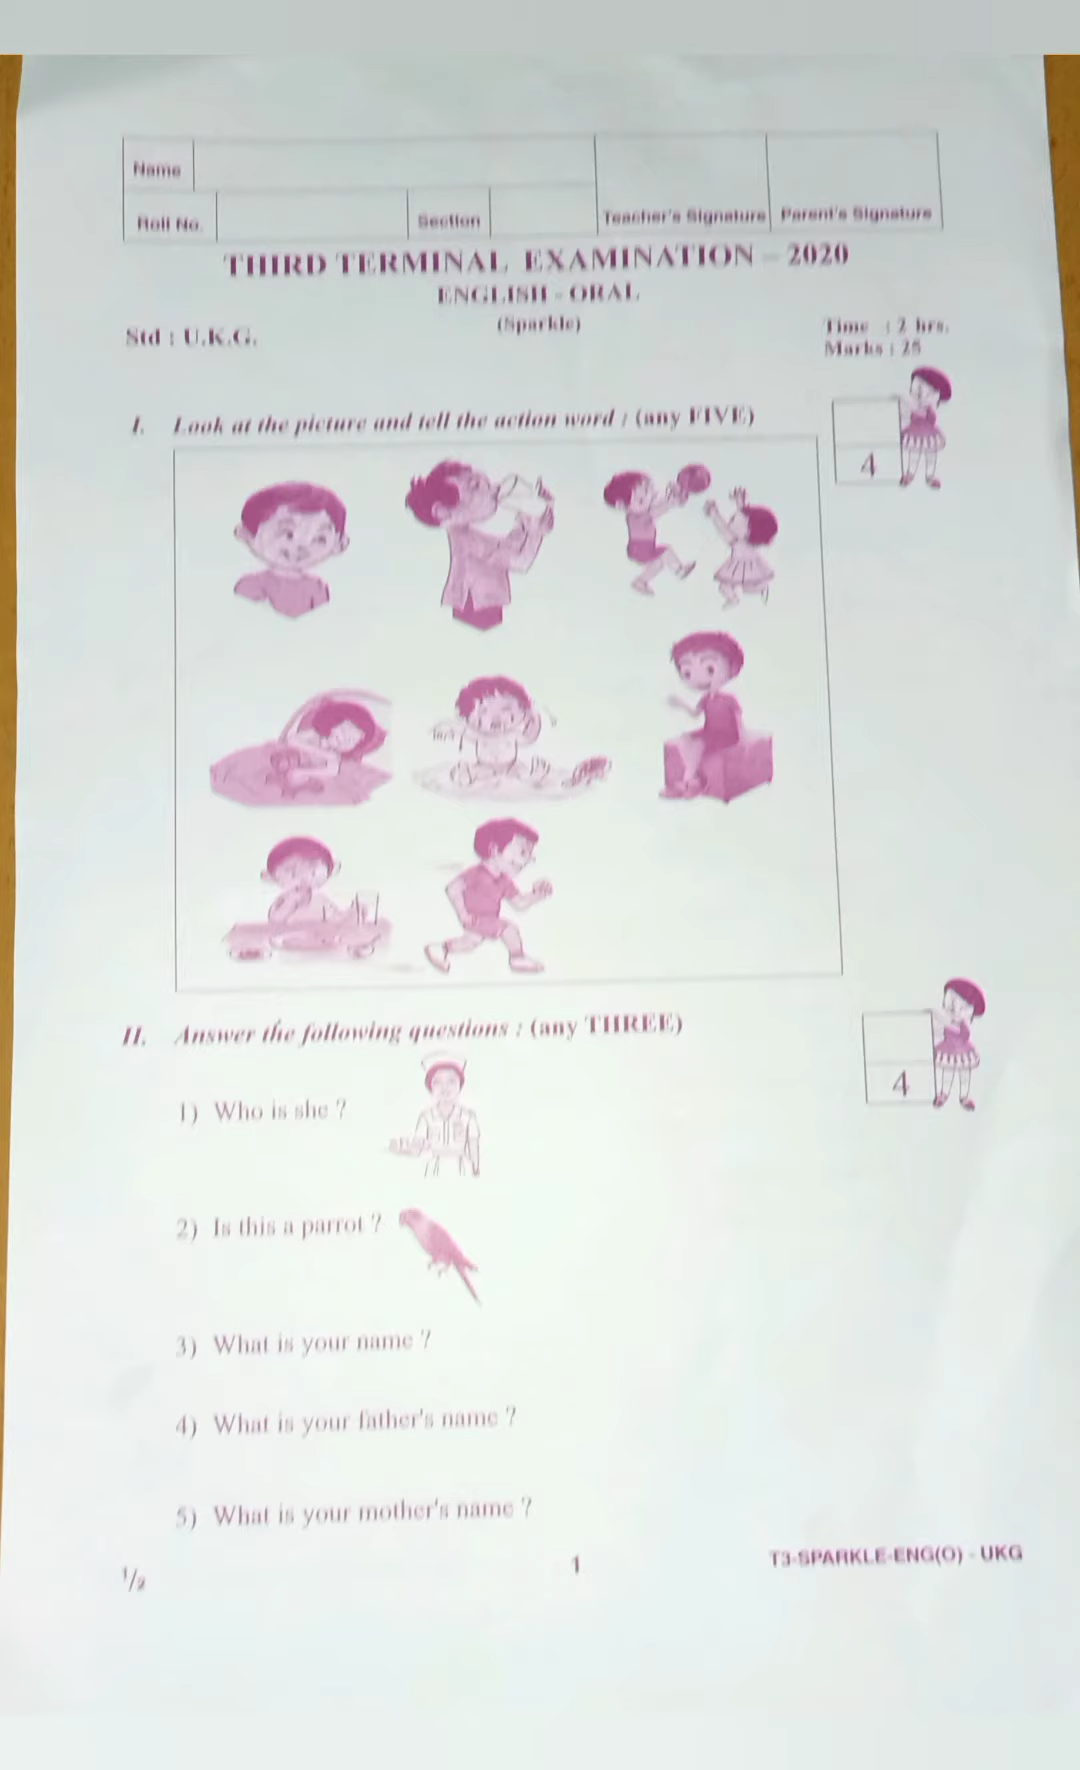 Name
Roll No.
Section
Teacher's Signature
Parent's Signature
THIRD TERMINAL EXAMINATION – 2020
ENGLISH - ORAL
(Sparkle)
Std : U.K.G.
Time : 2 hrs.
Marks : 25
I. Look at the picture and tell the action word : (any FIVE)
4
II. Answer the following questions : (any THREE)
4
1) Who is she ?
2) Is this a parrot ?
3) What is your name ?
4) What is your father's name ?
5) What is your mother's name ?
1/2
1
T3-SPARKLE-ENG(O) - UKG